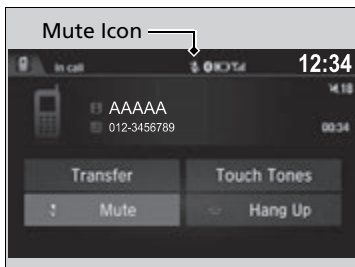 Mute Icon
In call
12:34
AAAAA
012-3456789
00:34
Transfer
Touch Tones
Mute
Hang Up